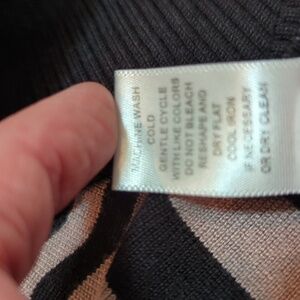 MACHINE WASH
COLD
GENTLE CYCLE
WITH LIKE COLORS
DO NOT BLEACH
RESHAPE AND
DRY FLAT
COOL IRON
IF NECESSARY
OR DRY CLEAN